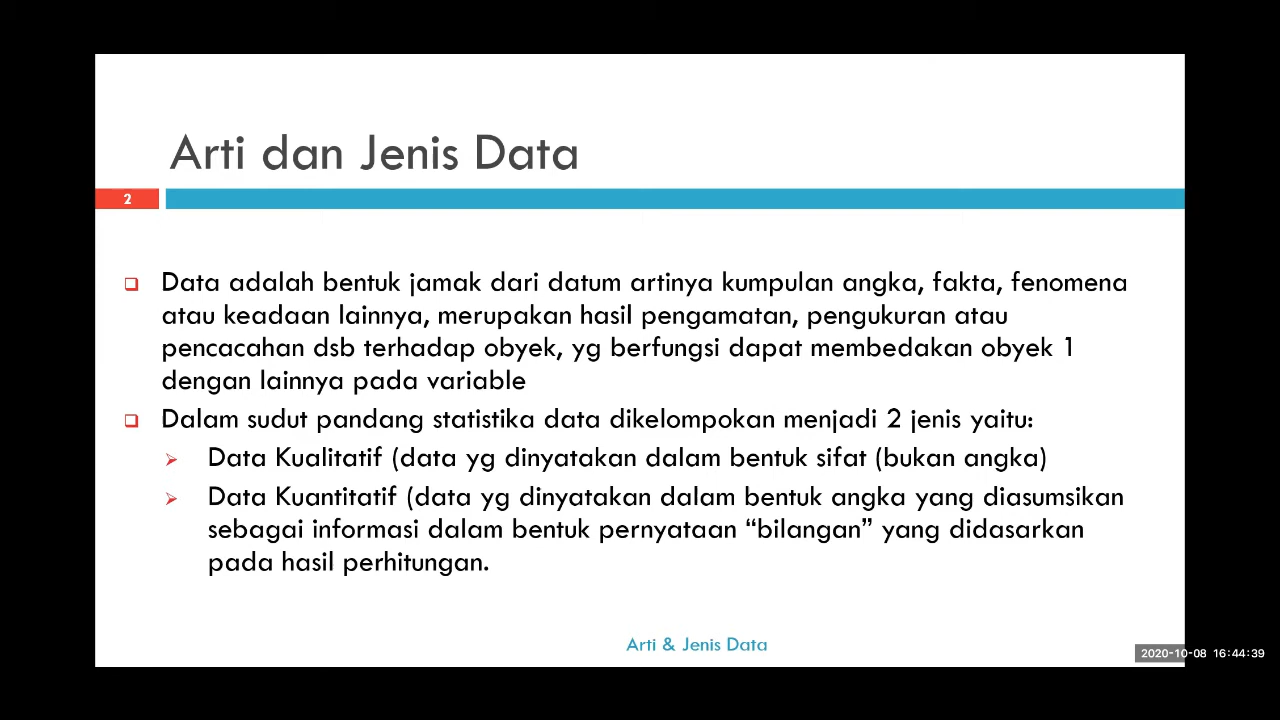 Arti dan Jenis Data
2
Data adalah bentuk jamak dari datum artinya kumpulan angka, fakta, fenomena
atau keadaan lainnya, merupakan hasil pengamatan, pengukuran atau
pencacahan dsb terhadap obyek, yg berfungsi dapat membedakan obyek 1
dengan lainnya pada variable
Dalam sudut pandang statistika data dikelompokan menjadi 2 jenis yaitu:
Data Kualitatif (data yg dinyatakan dalam bentuk sifat (bukan angka)
Data Kuantitatif (data yg dinyatakan dalam bentuk angka yang diasumsikan
sebagai informasi dalam bentuk pernyataan “bilangan” yang didasarkan
pada hasil perhitungan.
Arti & Jenis Data
2020-10-08 16:44:39